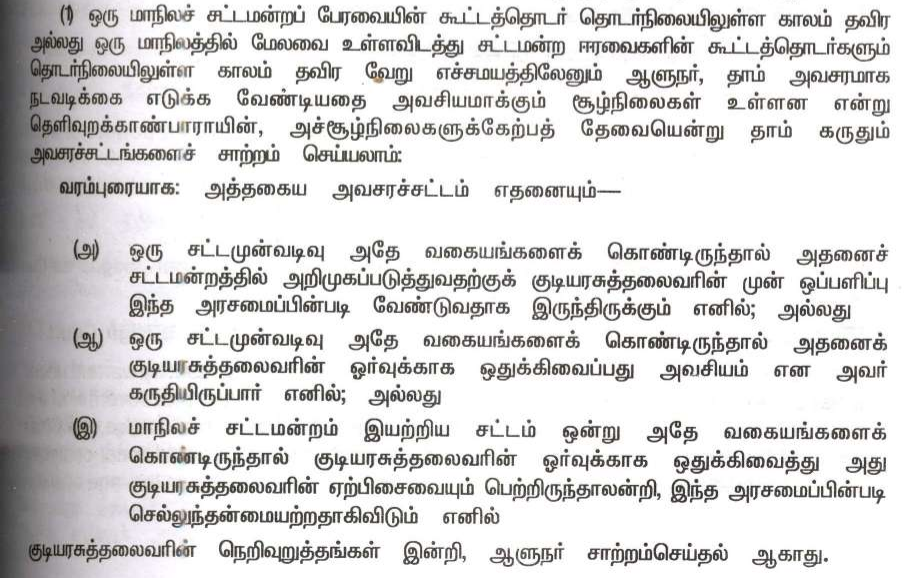 (1) ஒரு மாநிலச் சட்டமன்றப் பேரவையின் கூட்டத்தொடர் தொடர்நிலையிலுள்ள காலம் தவிர
அல்லது ஒரு மாநிலத்தில் மேலவை உள்ளவிடத்து சட்டமன்ற ஈரவைகளின் கூட்டத்தொடர்களும்
தொடர்நிலையிலுள்ள காலம் தவிர வேறு எச்சமயத்திலேனும் ஆளுநர், தாம் அவசரமாக
நடவடிக்கை எடுக்க வேண்டியதை அவசியமாக்கும் சூழ்நிலைகள் உள்ளன என்று
தெளிவுறக்காண்பாராயின், அச்சூழ்நிலைகளுக்கேற்பத் தேவையென்று தாம் கருதும்
அவசரச்சட்டங்களைச் சாற்றம் செய்யலாம்:
வரம்புரையாக: அத்தகைய அவசரச்சட்டம் எதனையும்—
(அ) ஒரு சட்டமுன்வடிவு அதே வகையங்களைக் கொண்டிருந்தால் அதனைச்
சட்டமன்றத்தில் அறிமுகப்படுத்துவதற்குக் குடியரசுத்தலைவரின் முன் ஒப்பளிப்பு
இந்த அரசமைப்பின்படி வேண்டுவதாக இருந்திருக்கும் எனில்; அல்லது
(ஆ) ஒரு சட்டமுன்வடிவு அதே வகையங்களைக் கொண்டிருந்தால் அதனைக்
குடியரசுத்தலைவரின் ஓர்வுக்காக ஒதுக்கிவைப்பது அவசியம் என அவர்
கருதியிருப்பார் எனில்; அல்லது
(இ) மாநிலச் சட்டமன்றம் இயற்றிய சட்டம் ஒன்று அதே வகையங்களைக்
கொண்டிருந்தால் குடியரசுத்தலைவரின் ஓர்வுக்காக ஒதுக்கிவைத்து அது
குடியரசுத்தலைவரின் ஏற்பிசைவையும் பெற்றிருந்தாலன்றி, இந்த அரசமைப்பின்படி
செல்லுந்தன்மையற்றதாகிவிடும் எனில்
குடியரசுத்தலைவரின் நெறிவுறுத்தங்கள் இன்றி, ஆளுநர் சாற்றம்செய்தல் ஆகாது.